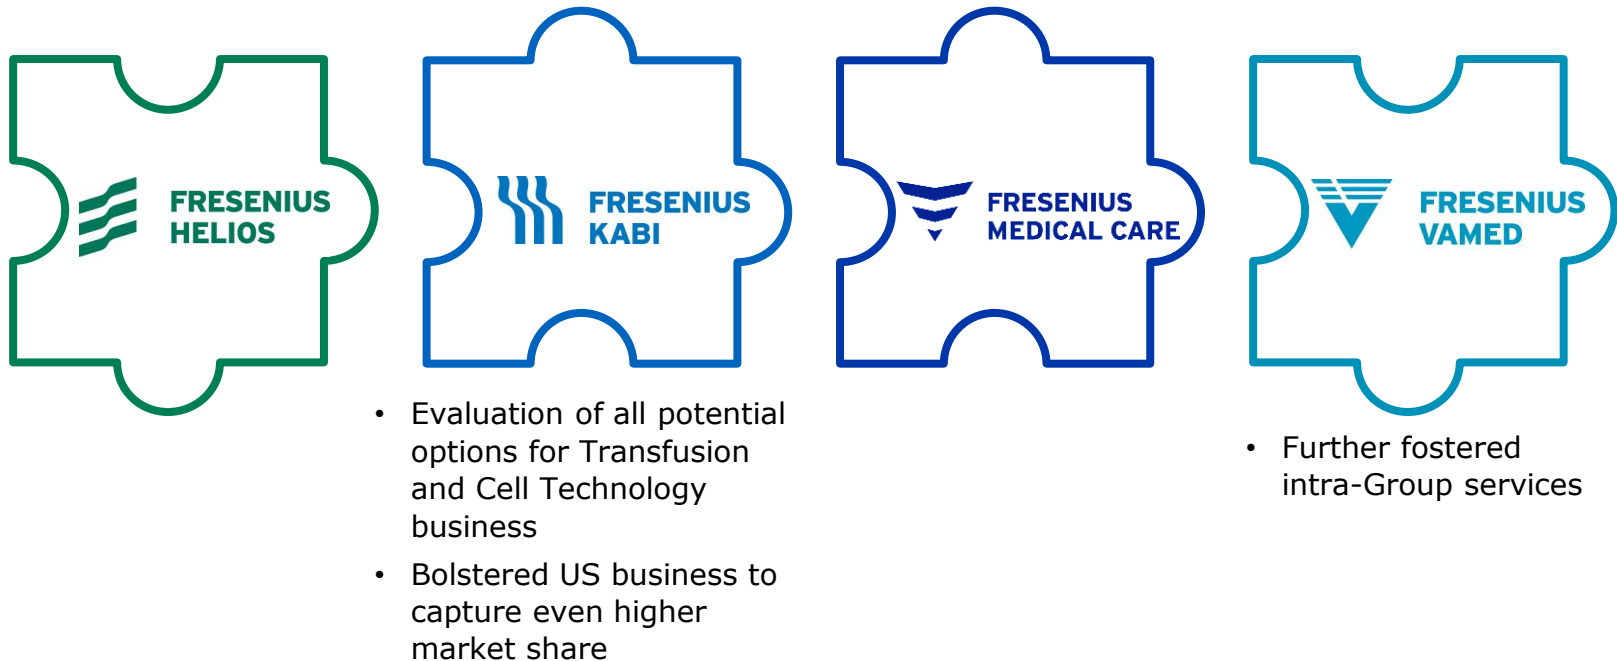 FRESENIUS
HELIOS
FRESENIUS
KABI
FRESENIUS
MEDICAL CARE
FRESENIUS
VAMED
• Evaluation of all potential
options for Transfusion
and Cell Technology
business
• Bolstered US business to
capture even higher
market share
• Further fostered
intra-Group services